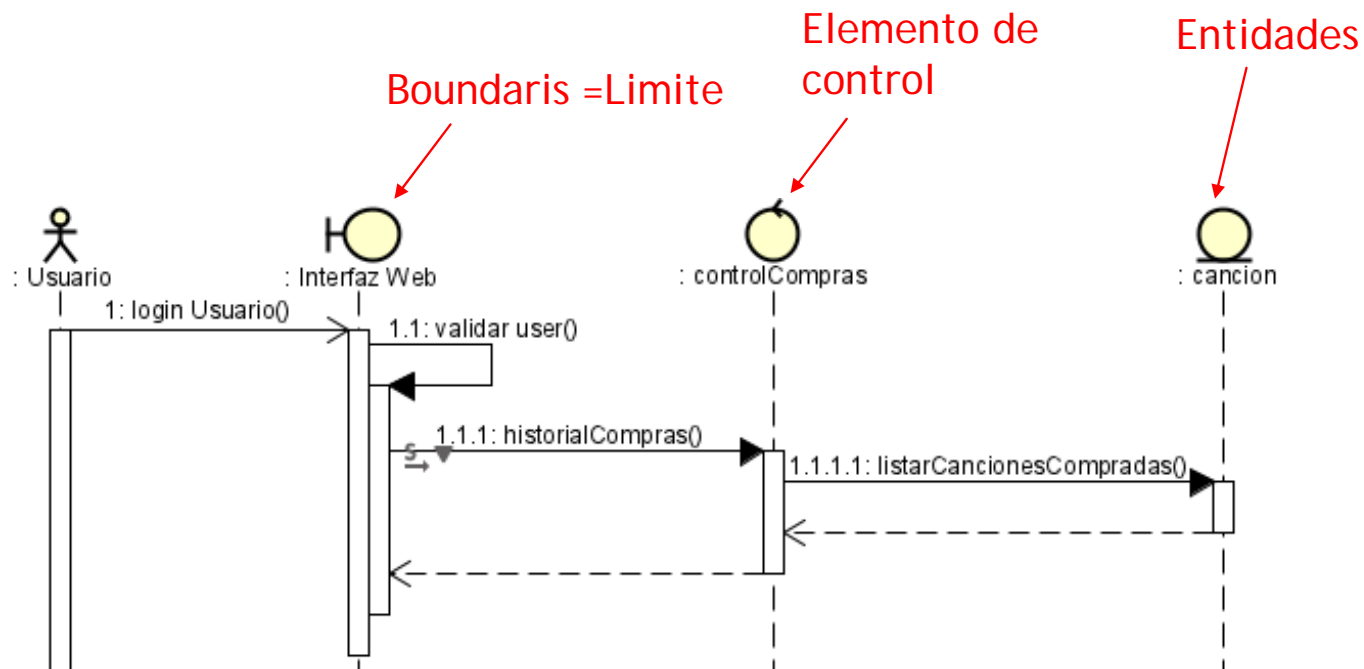 Elemento de
control
Entidades
Boundaris =Limite
: Usuario
: Interfaz Web
: controlCompras
: cancion
1: login Usuario()
1.1: validar user()
1.1.1: historialCompras()
S
1.1.1.1: listarCancionesCompradas()